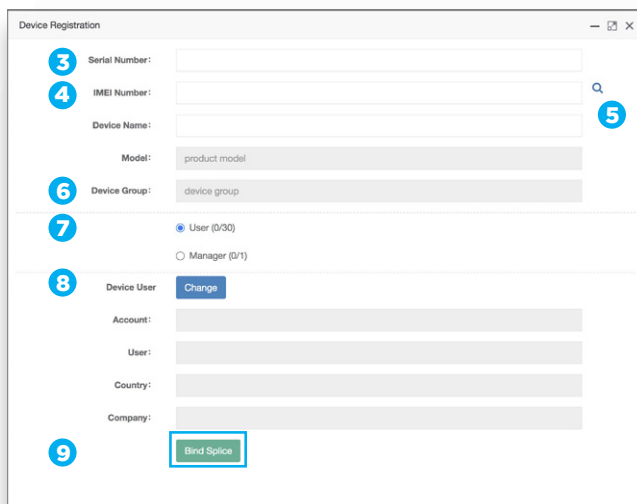 Device Registration
3 Serial Number:
4 IMEI Number:
5
Device Name:
Model: product model
6 Device Group: device group
7 User (0/30)
Manager (0/1)
8 Device User Change
Account:
User:
Country:
Company:
9 Bind Splice